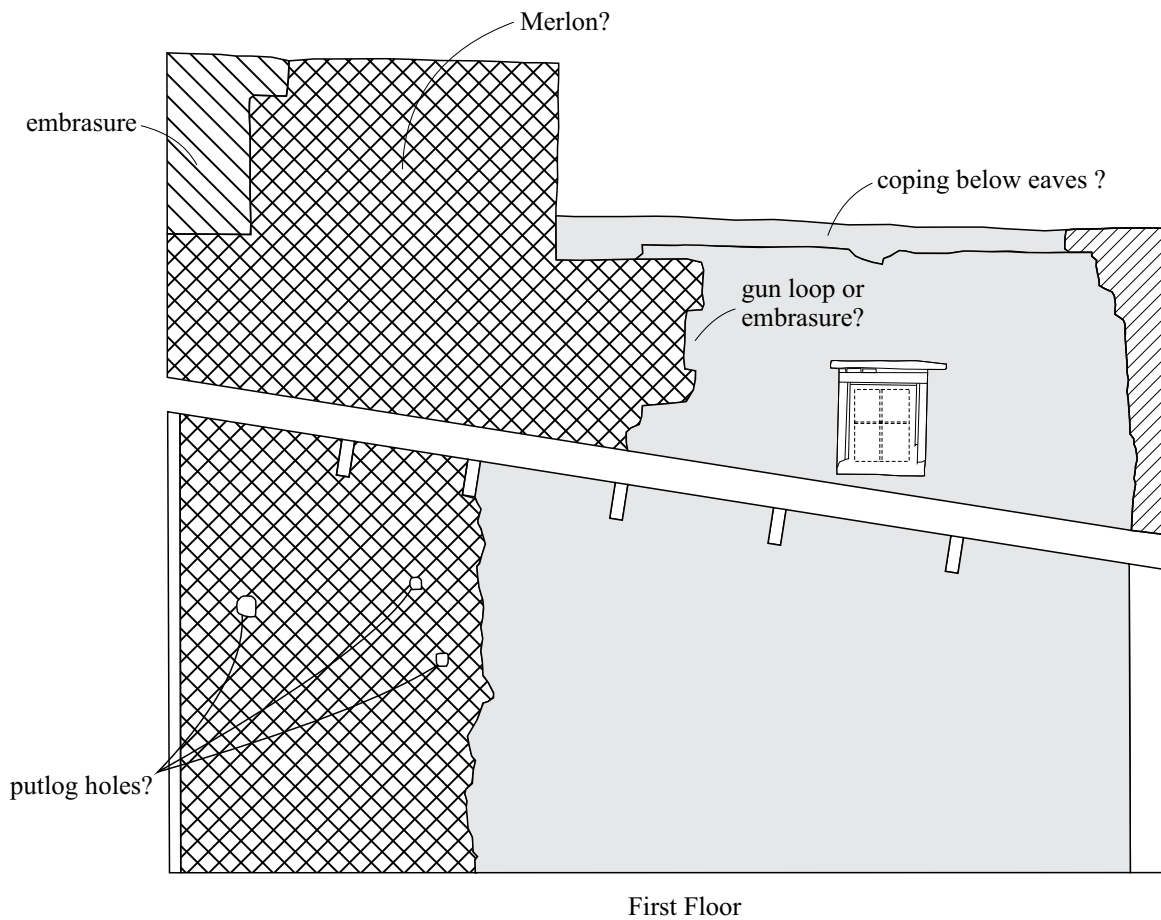 Merlon?
embrasure
coping below eaves ?
gun loop or
embrasure?
putlog holes?
First Floor